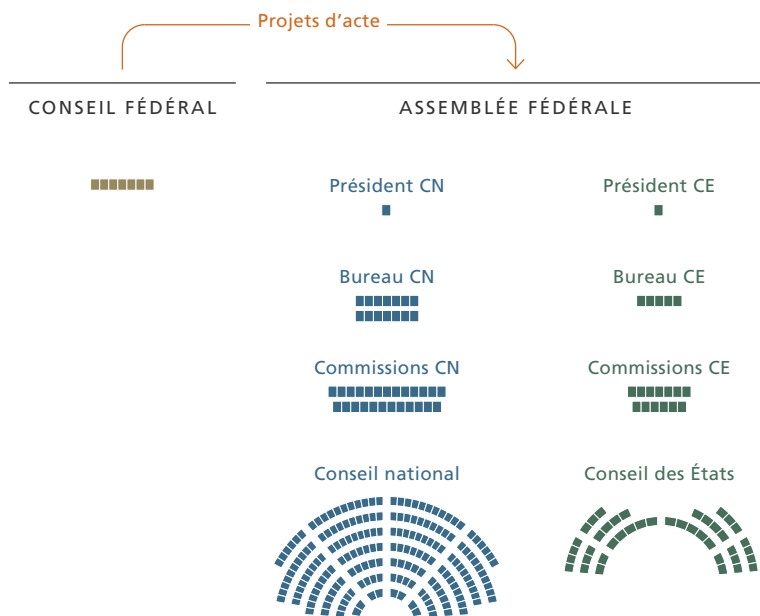 Projets d’acte
CONSEIL FÉDÉRAL
ASSEMBLÉE FÉDÉRALE
Président CN
Président CE
Bureau CN
Bureau CE
Commissions CN
Commissions CE
Conseil national
Conseil des États